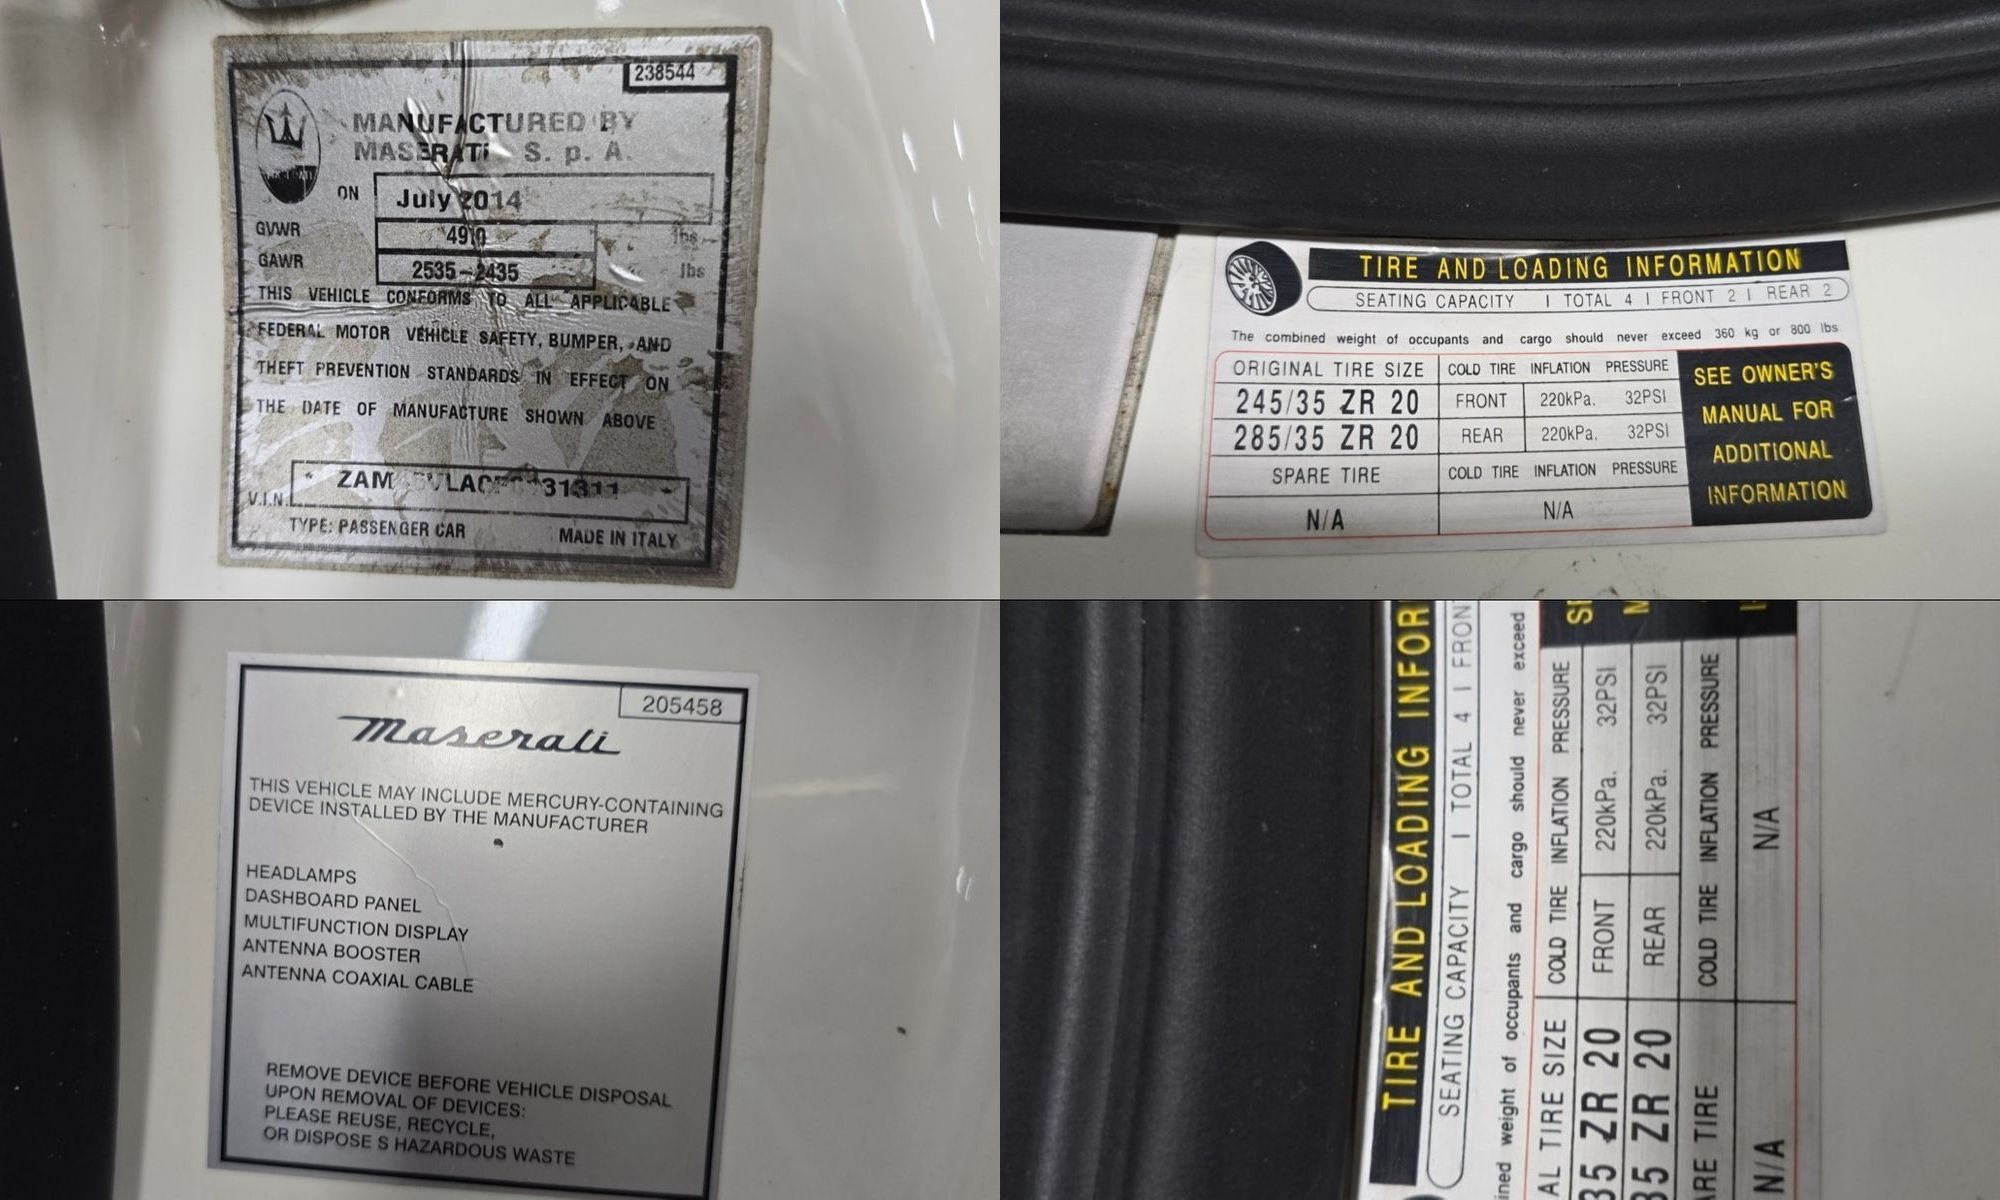 238544
MANUFACTURED BY
MASERATI S. p. A.
ON July 2014
GVWR 4910 lbs
GAWR 2535-2435 lbs
THIS VEHICLE CONFORMS TO ALL APPLICABLE
FEDERAL MOTOR VEHICLE SAFETY, BUMPER, AND
THEFT PREVENTION STANDARDS IN EFFECT ON
THE DATE OF MANUFACTURE SHOWN ABOVE
V.I.N.
TYPE: PASSENGER CAR MADE IN ITALY
TIRE AND LOADING INFORMATION
SEATING CAPACITY | TOTAL 4 | FRONT 2 | REAR 2
The combined weight of occupants and cargo should never exceed 360 kg or 800 lbs
ORIGINAL TIRE SIZE COLD TIRE INFLATION PRESSURE
245/35 ZR 20 FRONT 220kPa. 32PSI
285/35 ZR 20 REAR 220kPa. 32PSI
SPARE TIRE COLD TIRE INFLATION PRESSURE
N/A N/A
SEE OWNER'S
MANUAL FOR
ADDITIONAL
INFORMATION
205458
Maserati
THIS VEHICLE MAY INCLUDE MERCURY-CONTAINING
DEVICE INSTALLED BY THE MANUFACTURER
HEADLAMPS
DASHBOARD PANEL
MULTIFUNCTION DISPLAY
ANTENNA BOOSTER
ANTENNA COAXIAL CABLE
REMOVE DEVICE BEFORE VEHICLE DISPOSAL
UPON REMOVAL OF DEVICES:
PLEASE REUSE, RECYCLE,
OR DISPOSE S HAZARDOUS WASTE
TIRE AND LOADING INFOR
SEATING CAPACITY | TOTAL 4 | FRON
ined weight of occupants and cargo should never exceed
AL TIRE SIZE COLD TIRE INFLATION PRESSURE
35 ZR 20 FRONT 220kPa. 32PSI
35 ZR 20 REAR 220kPa. 32PSI
ARE TIRE COLD TIRE INFLATION PRESSURE
N/A N/A